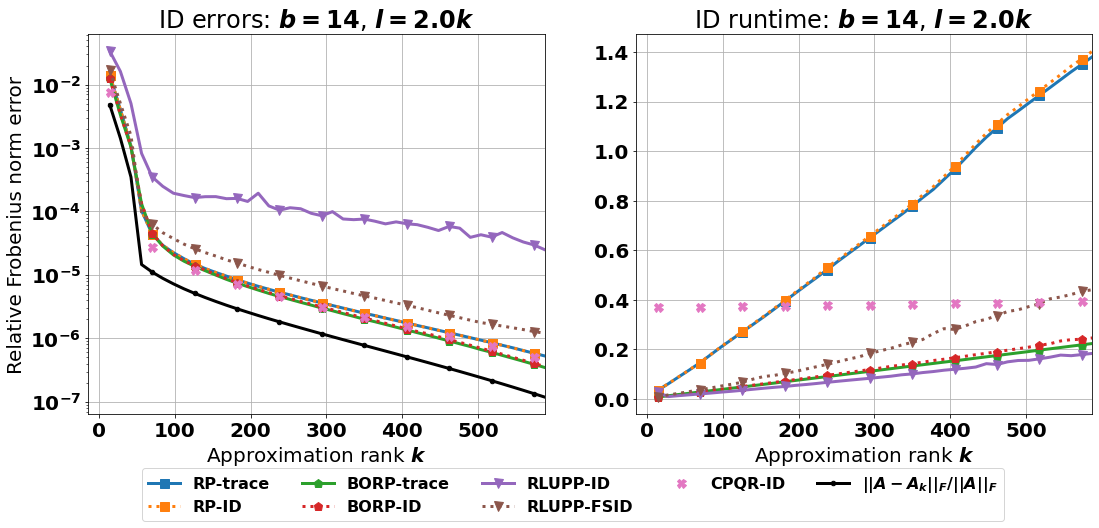 ID errors: b = 14, l = 2.0k
Relative Frobenius norm error
10^−2
10^−3
10^−4
10^−5
10^−6
10^−7
0 100 200 300 400 500
Approximation rank k
ID runtime: b = 14, l = 2.0k
1.4
1.2
1.0
0.8
0.6
0.4
0.2
0.0
0 100 200 300 400 500
Approximation rank k
RP-trace BORP-trace RLUPP-ID CPQR-ID ||A − A_k||_F/||A||_F
RP-ID BORP-ID RLUPP-FSID